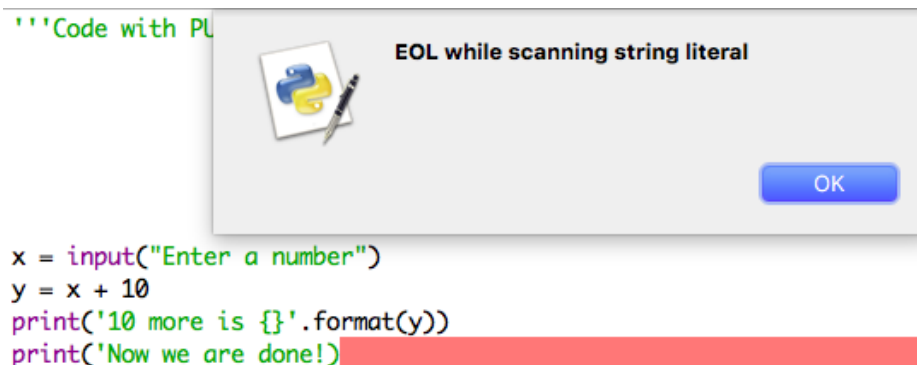 '''Code with PU
EOL while scanning string literal
OK
x = input("Enter a number")
y = x + 10
print('10 more is {}'.format(y))
print('Now we are done!)